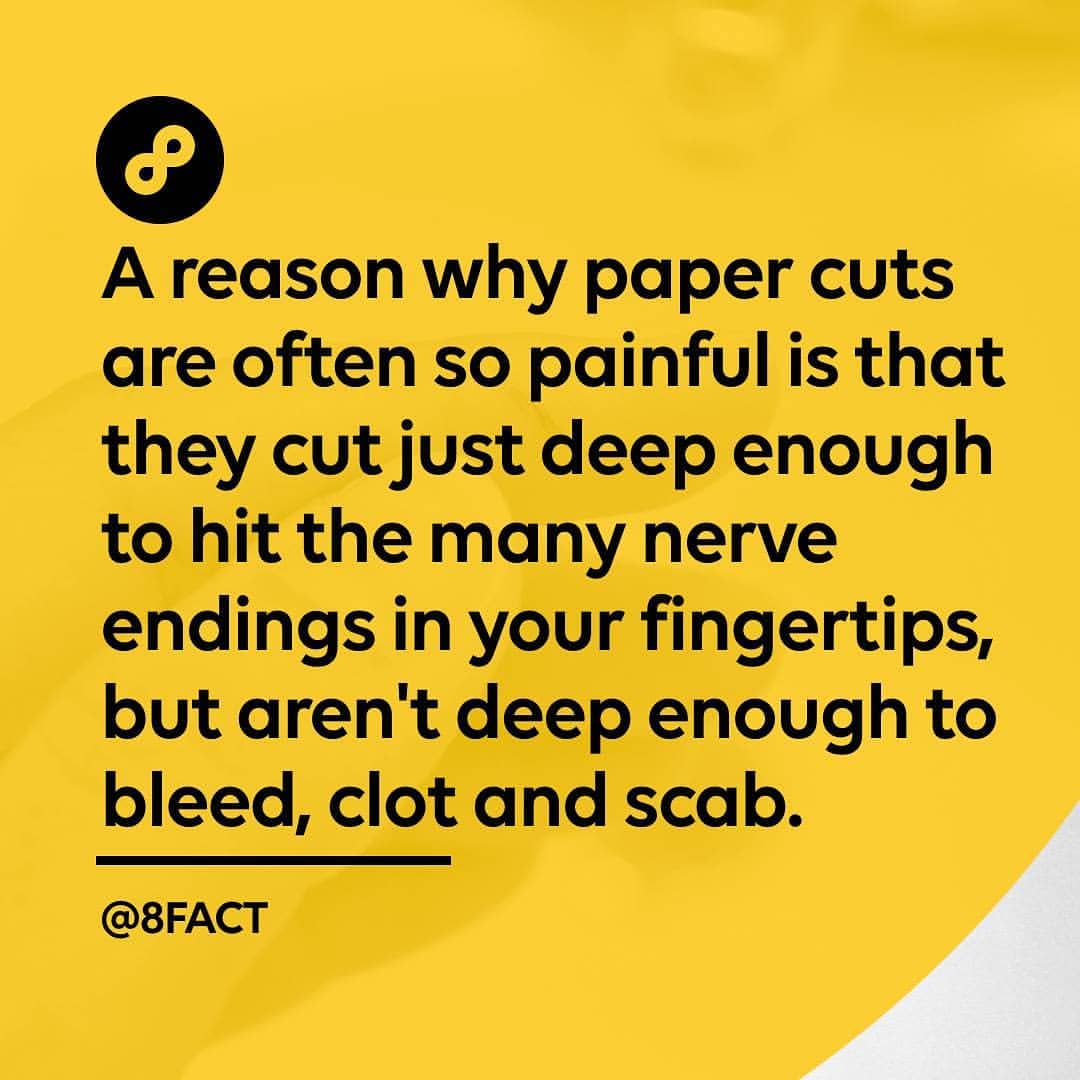 A reason why paper cuts
are often so painful is that
they cut just deep enough
to hit the many nerve
endings in your fingertips,
but aren't deep enough to
bleed, clot and scab.
@8FACT